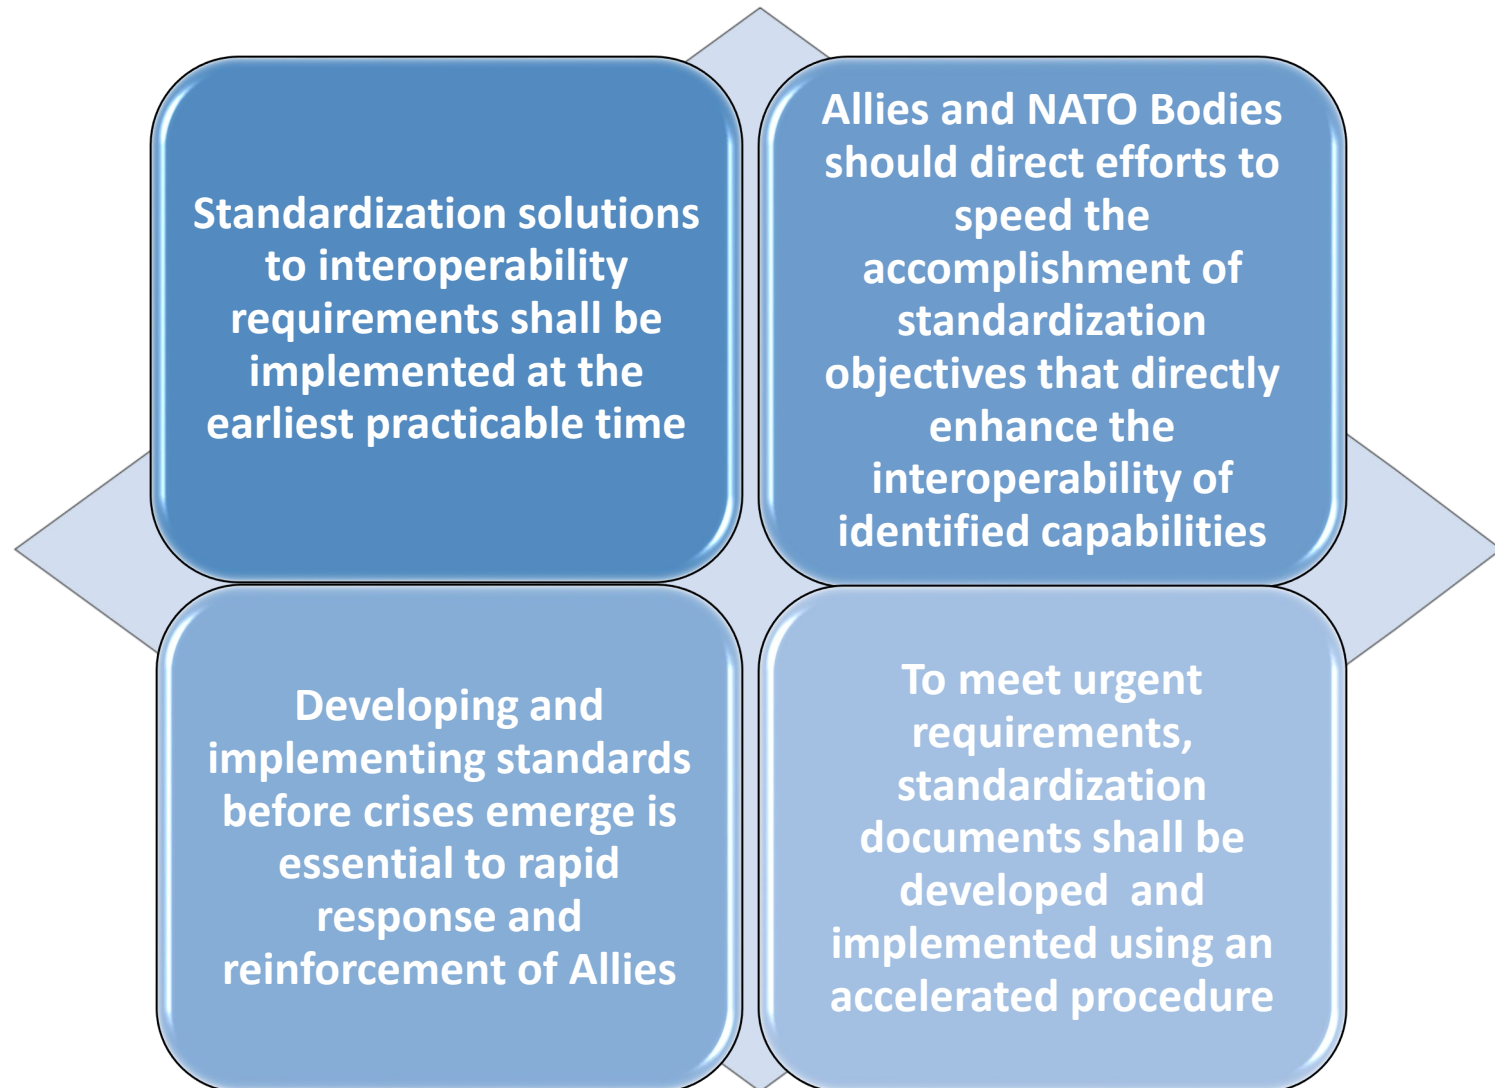 Standardization solutions
to interoperability
requirements shall be
implemented at the
earliest practicable time
Allies and NATO Bodies
should direct efforts to
speed the
accomplishment of
standardization
objectives that directly
enhance the
interoperability of
identified capabilities
Developing and
implementing standards
before crises emerge is
essential to rapid
response and
reinforcement of Allies
To meet urgent
requirements,
standardization
documents shall be
developed  and
implemented using an
accelerated procedure